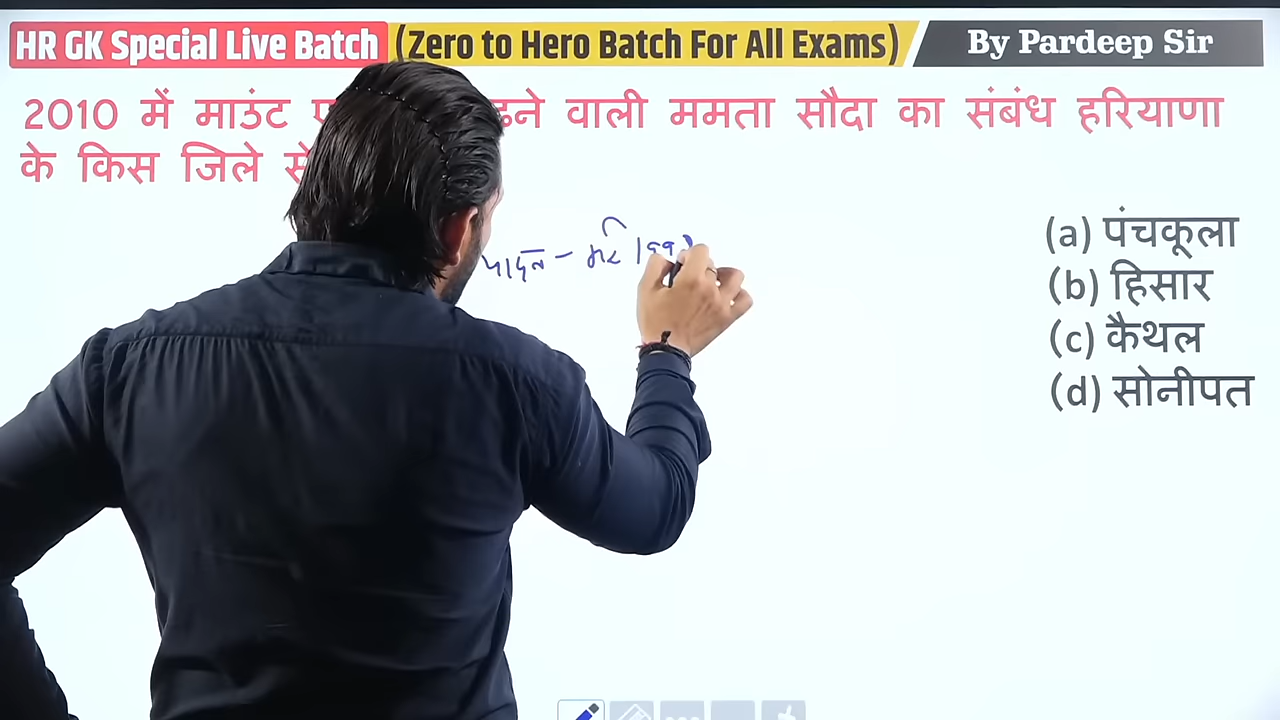 HR GK Special Live Batch (Zero to Hero Batch For All Exams) By Pardeep Sir
2010 में माउंट वाली ममता सौदा का संबंध हरियाणा
के किस जिले
(a) पंचकूला
(b) हिसार
(c) कैथल
(d) सोनीपत